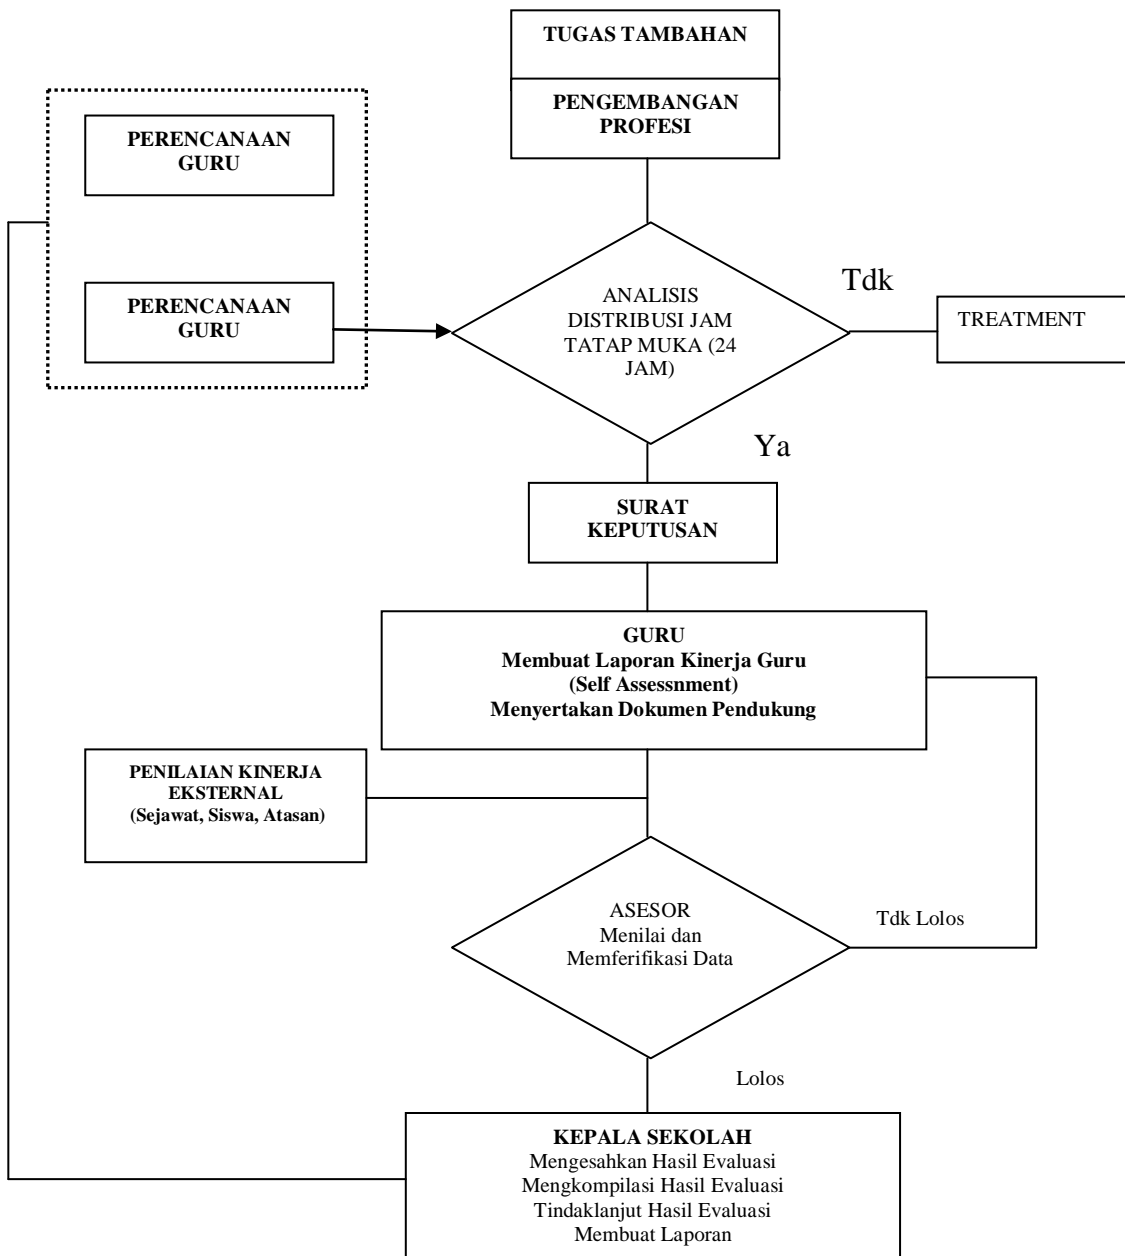 TUGAS TAMBAHAN
PENGEMBANGAN
PROFESI
PERENCANAAN
GURU
PERENCANAAN
GURU
ANALISIS
DISTRIBUSI JAM
TATAP MUKA (24
JAM)
Tdk
TREATMENT
Ya
SURAT
KEPUTUSAN
GURU
Membuat Laporan Kinerja Guru
(Self Assessnment)
Menyertakan Dokumen Pendukung
PENILAIAN KINERJA
EKSTERNAL
(Sejawat, Siswa, Atasan)
ASESOR
Menilai dan
Memferifikasi Data
Tdk Lolos
Lolos
KEPALA SEKOLAH
Mengesahkan Hasil Evaluasi
Mengkompilasi Hasil Evaluasi
Tindaklanjut Hasil Evaluasi
Membuat Laporan